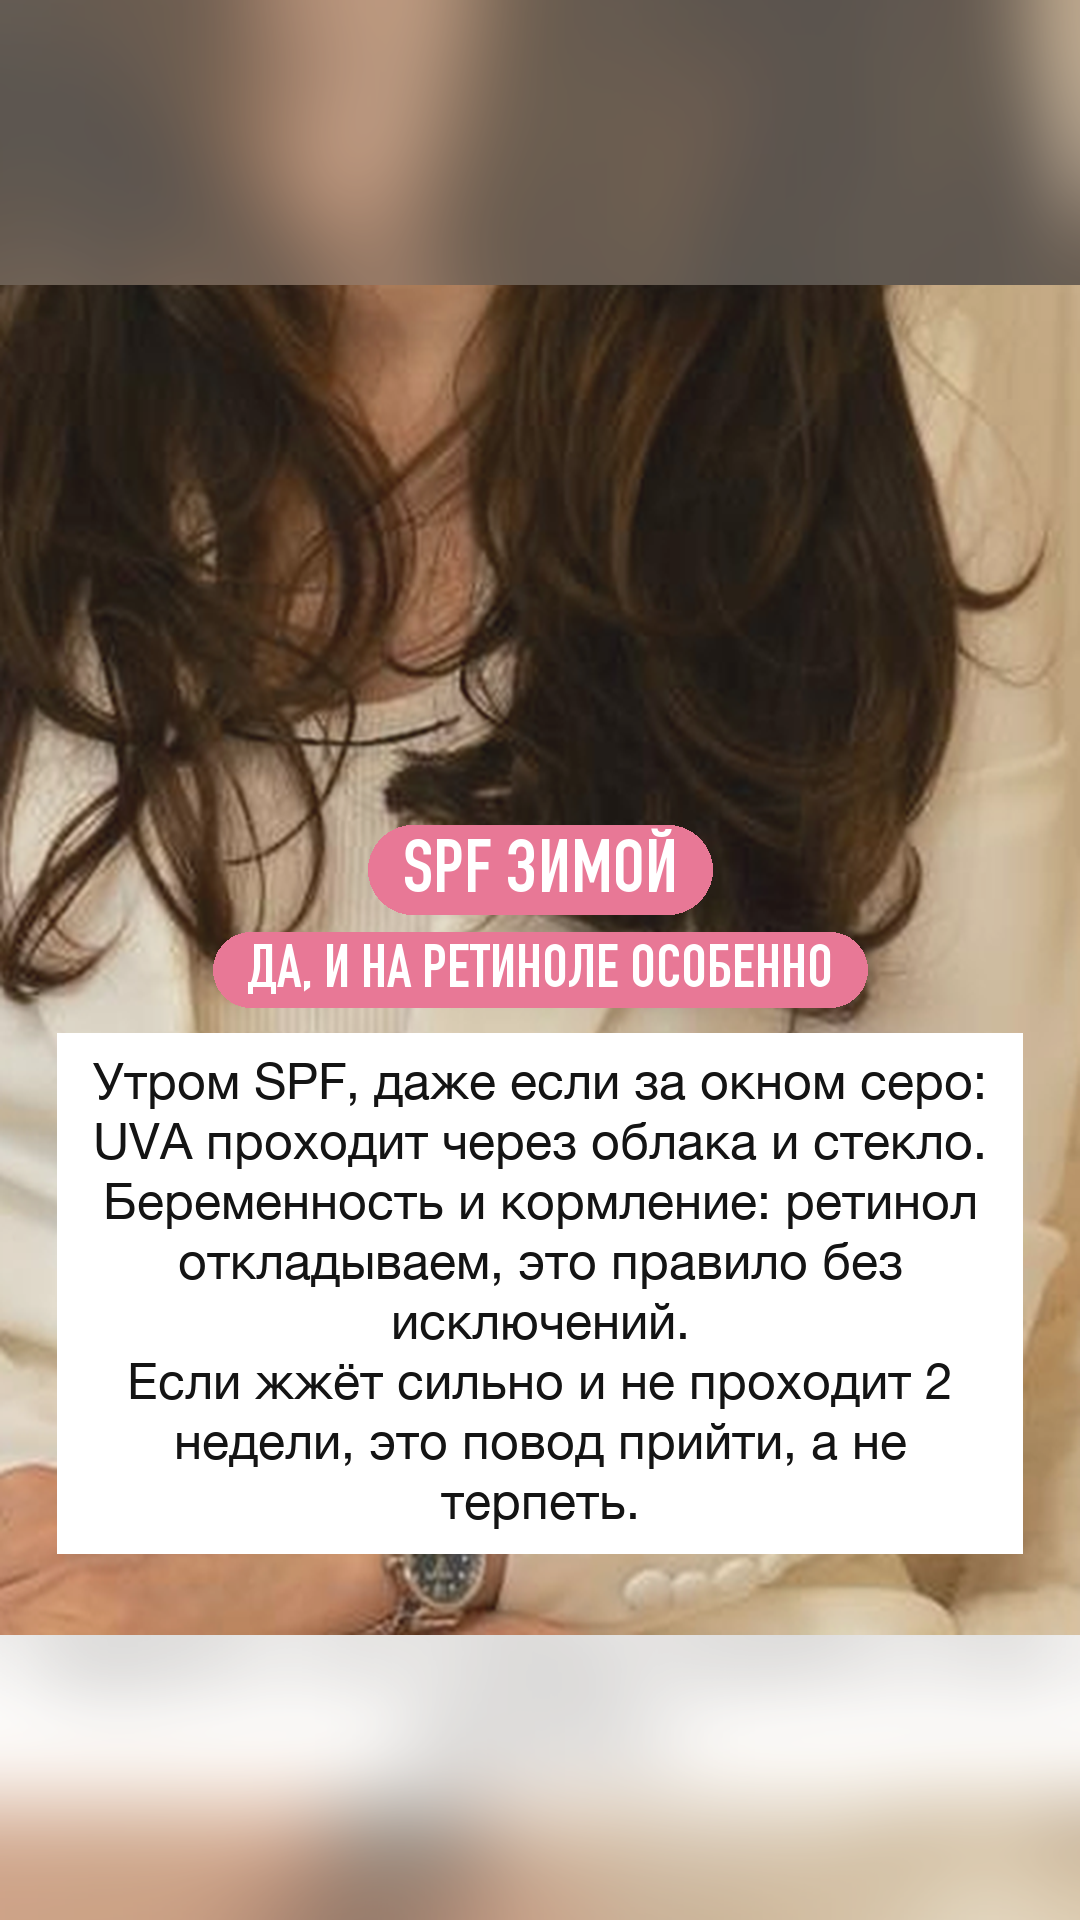 SPF ЗИМОЙ
ДА, И НА РЕТИНОЛЕ ОСОБЕННО
Утром SPF, даже если за окном серо:
UVA проходит через облака и стекло.
Беременность и кормление: ретинол
откладываем, это правило без
исключений.
Если жжёт сильно и не проходит 2
недели, это повод прийти, а не
терпеть.